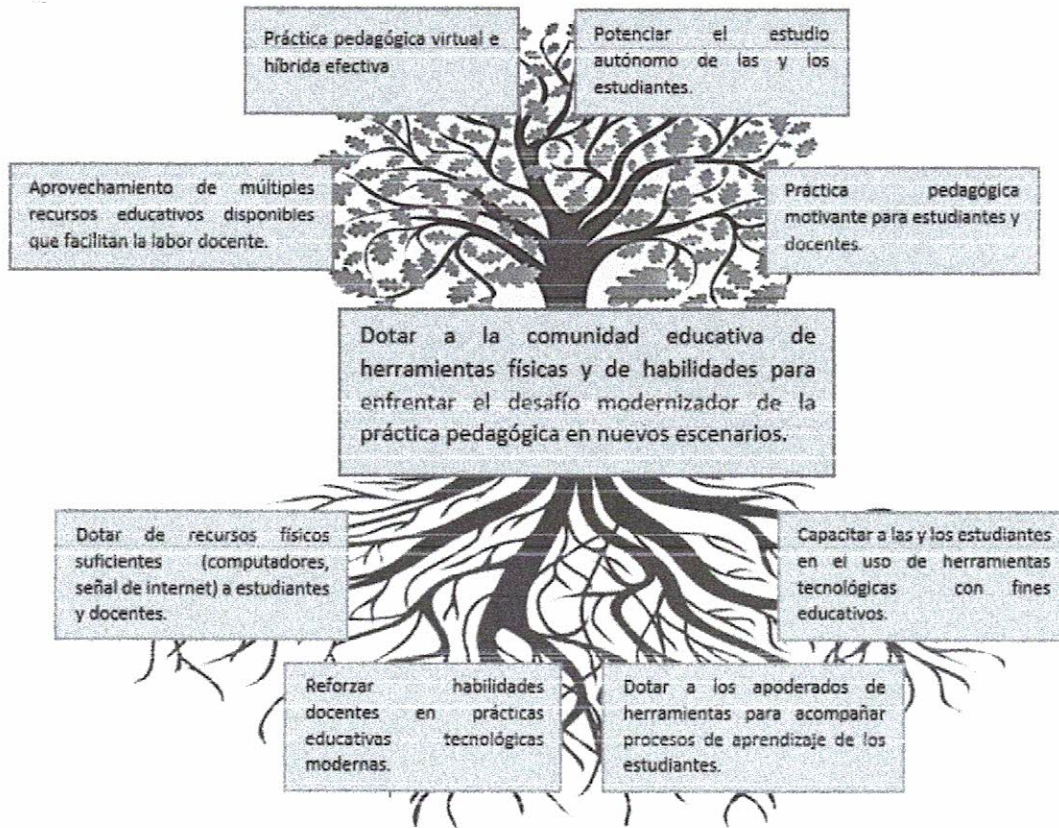 Práctica pedagógica virtual e
híbrida efectiva
Potenciar el estudio
autónomo de las y los
estudiantes.
Aprovechamiento de múltiples
recursos educativos disponibles
que facilitan la labor docente.
Práctica pedagógica
motivante para estudiantes y
docentes.
Dotar a la comunidad educativa de
herramientas físicas y de habilidades para
enfrentar el desafío modernizador de la
práctica pedagógica en nuevos escenarios.
Dotar de recursos físicos
suficientes (computadores,
señal de internet) a estudiantes
y docentes.
Capacitar a las y los estudiantes
en el uso de herramientas
tecnológicas con fines
educativos.
Reforzar habilidades
docentes en prácticas
educativas tecnológicas
modernas.
Dotar a los apoderados de
herramientas para acompañar
procesos de aprendizaje de los
estudiantes.